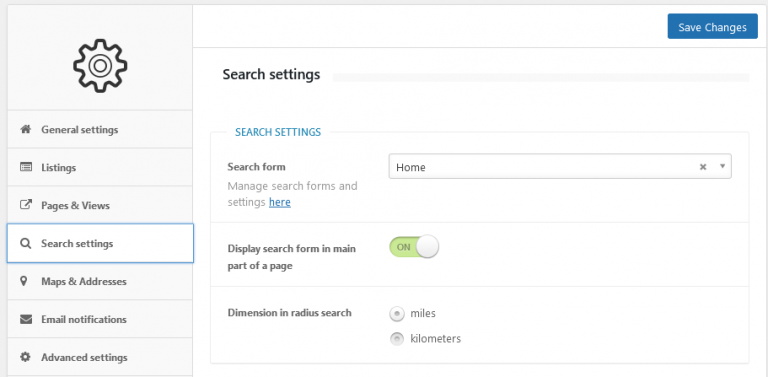 Save Changes
Search settings
General settings
Listings
Pages & Views
Search settings
Maps & Addresses
Email notifications
Advanced settings
SEARCH SETTINGS
Search form
Manage search forms and
settings here
Home
Display search form in main
part of a page
ON
Dimension in radius search
miles
kilometers